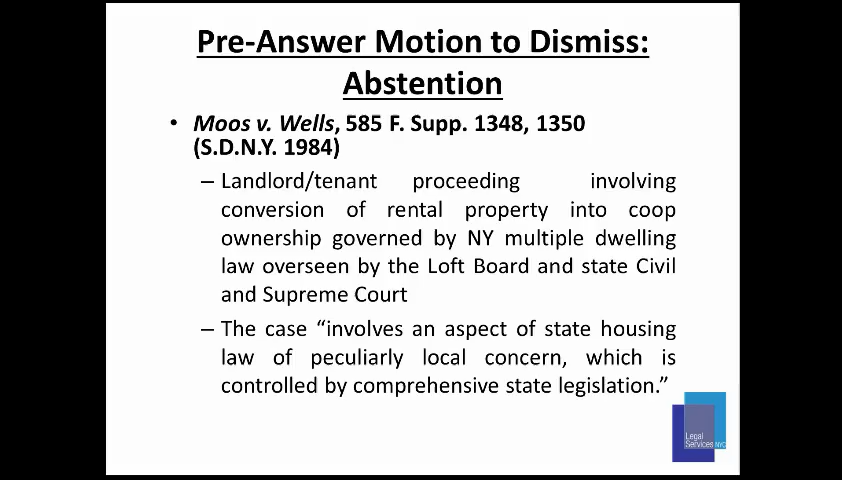 Pre-Answer Motion to Dismiss:
Abstention
• Moos v. Wells, 585 F. Supp. 1348, 1350
(S.D.N.Y. 1984)
– Landlord/tenant proceeding involving
conversion of rental property into coop
ownership governed by NY multiple dwelling
law overseen by the Loft Board and state Civil
and Supreme Court
– The case “involves an aspect of state housing
law of peculiarly local concern, which is
controlled by comprehensive state legislation.”
Legal
Services NYC